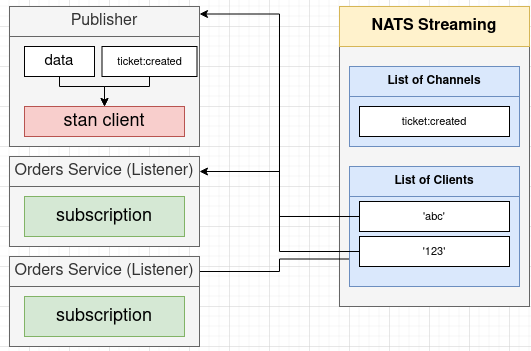 Publisher
data
ticket:created
stan client
Orders Service (Listener)
subscription
Orders Service (Listener)
subscription
NATS Streaming
List of Channels
ticket:created
List of Clients
'abc'
'123'